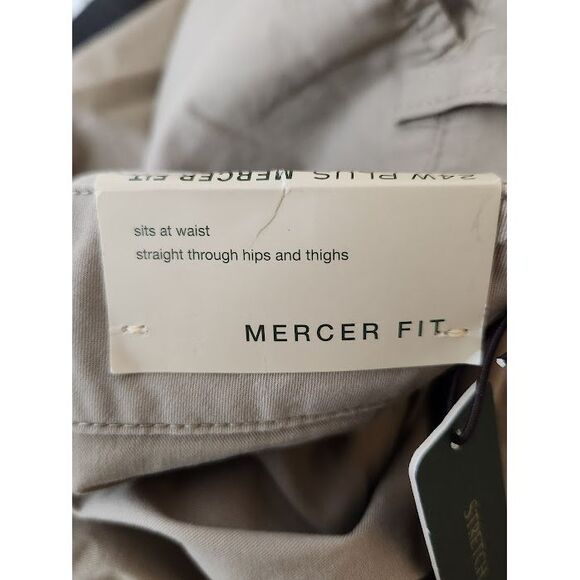 24W PLUS MERCER FIT
sits at waist
straight through hips and thighs
MERCER FIT
STRETCH